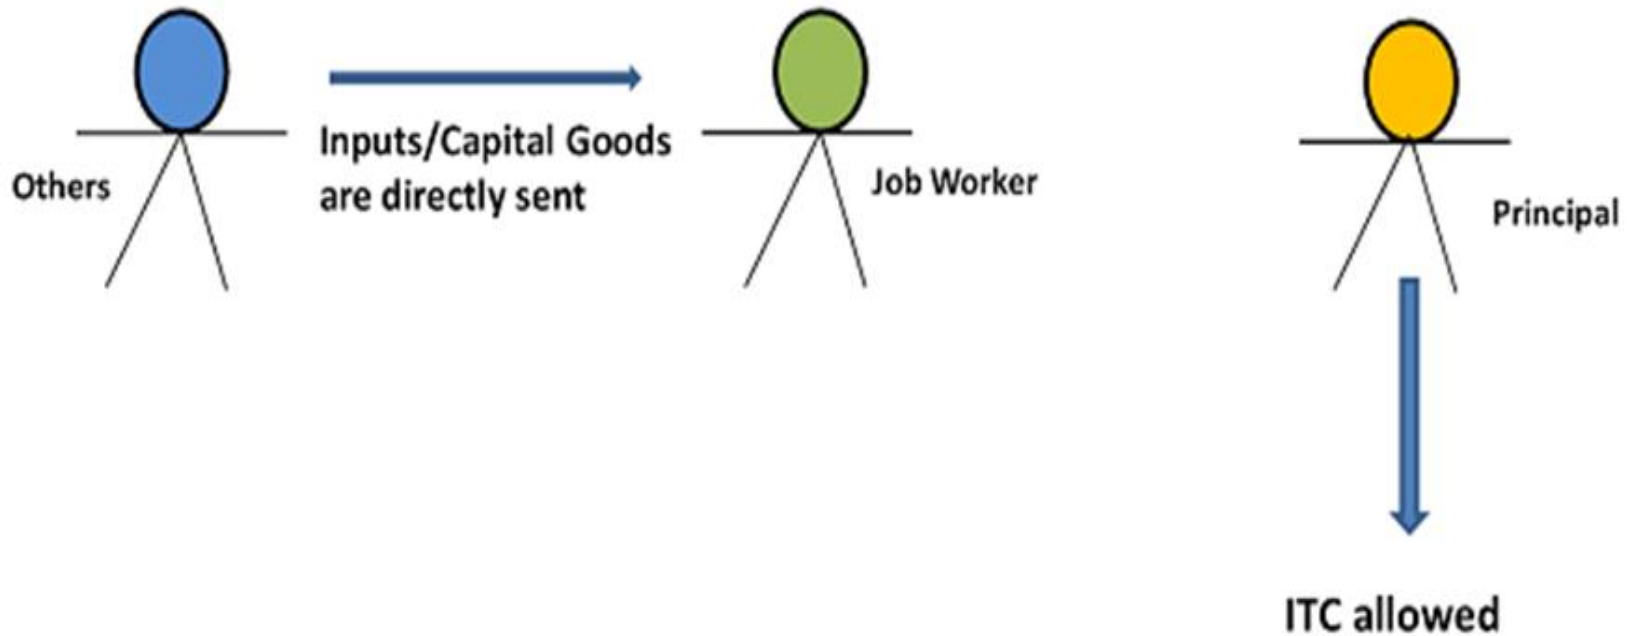 Others
Inputs/Capital Goods
are directly sent
Job Worker
Principal
ITC allowed